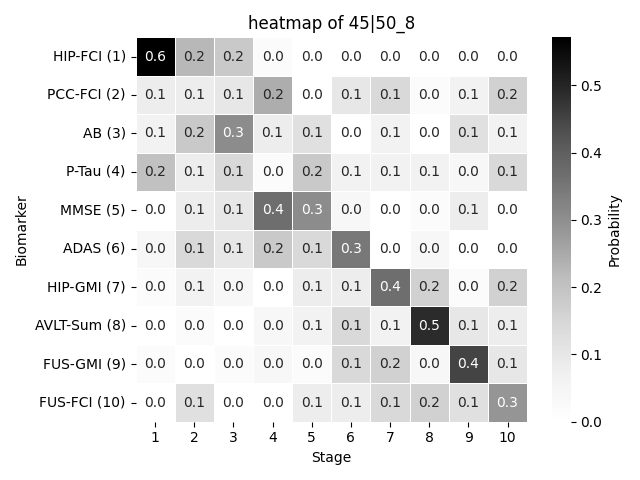 heatmap of 45|50_8
HIP-FCI (1) 0.6 0.2 0.2 0.0 0.0 0.0 0.0 0.0 0.0 0.0
PCC-FCI (2) 0.1 0.1 0.1 0.2 0.0 0.1 0.1 0.0 0.1 0.2
AB (3) 0.1 0.2 0.3 0.1 0.1 0.0 0.1 0.0 0.1 0.1
P-Tau (4) 0.2 0.1 0.1 0.0 0.2 0.1 0.1 0.1 0.0 0.1
MMSE (5) 0.0 0.1 0.1 0.4 0.3 0.0 0.0 0.0 0.1 0.0
ADAS (6) 0.0 0.1 0.1 0.2 0.1 0.3 0.0 0.0 0.0 0.0
HIP-GMI (7) 0.0 0.1 0.0 0.0 0.1 0.1 0.4 0.2 0.0 0.2
AVLT-Sum (8) 0.0 0.0 0.0 0.0 0.1 0.1 0.1 0.5 0.1 0.1
FUS-GMI (9) 0.0 0.0 0.0 0.0 0.0 0.1 0.2 0.0 0.4 0.1
FUS-FCI (10) 0.0 0.1 0.0 0.0 0.1 0.1 0.1 0.2 0.1 0.3
1 2 3 4 5 6 7 8 9 10
Stage
Biomarker
0.5
0.4
0.3
0.2
0.1
0.0
Probability